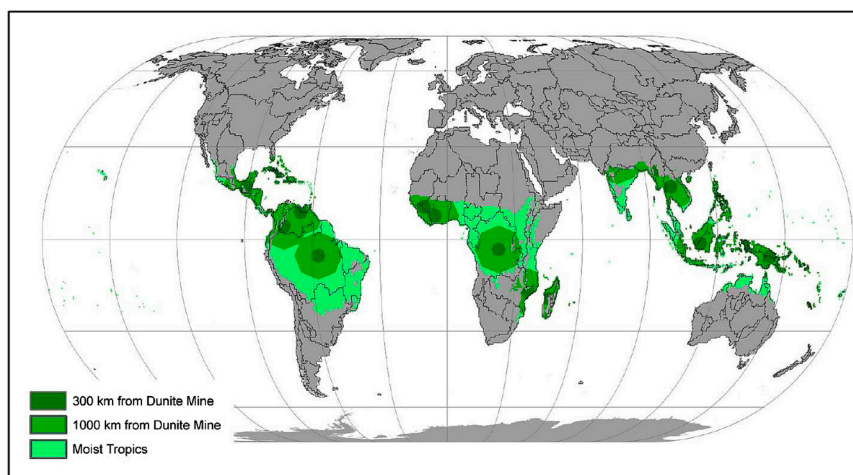 300 km from Dunite Mine
1000 km from Dunite Mine
Moist Tropics